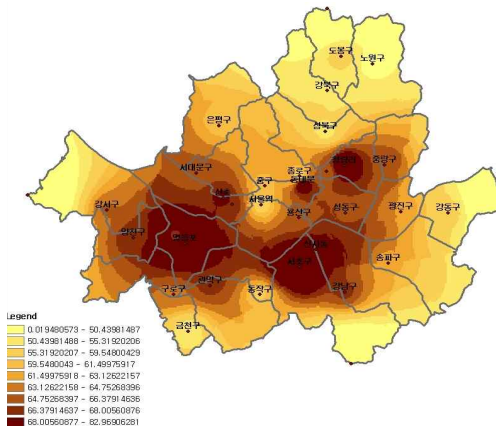 도봉구
노원구
강북구
은평구
성북구
중랑구
종로구
서대문구
동대문
중구
신촌
서울역
강서구
용산구
성동구
광진구
강동구
양천구
영등포
서초구
송파구
관악구
강남구
구로구
동작구
금천구
Legend
0.019480573 - 50.43981487
50.43981488 - 55.31920206
55.31920207 - 59.54800429
59.5480043 - 61.49975917
61.49975918 - 63.12622157
63.12622158 - 64.75268396
64.75268397 - 66.37914636
66.37914637 - 68.00560876
68.00560877 - 82.96906281